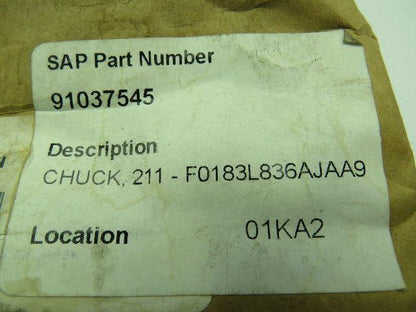 SAP Part Number
91037545
Description
CHUCK, 211 - F0183L836AJAA9
Location 01KA2